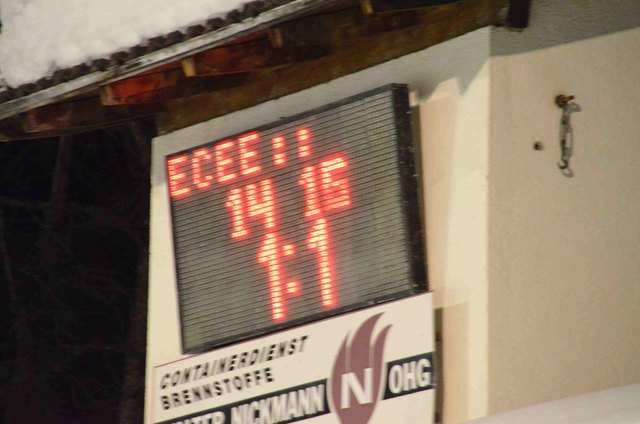 ECEE::
14 15
1:1
CONTAINERDIENST
BRENNSTOFFE
NICKMANN N OHG